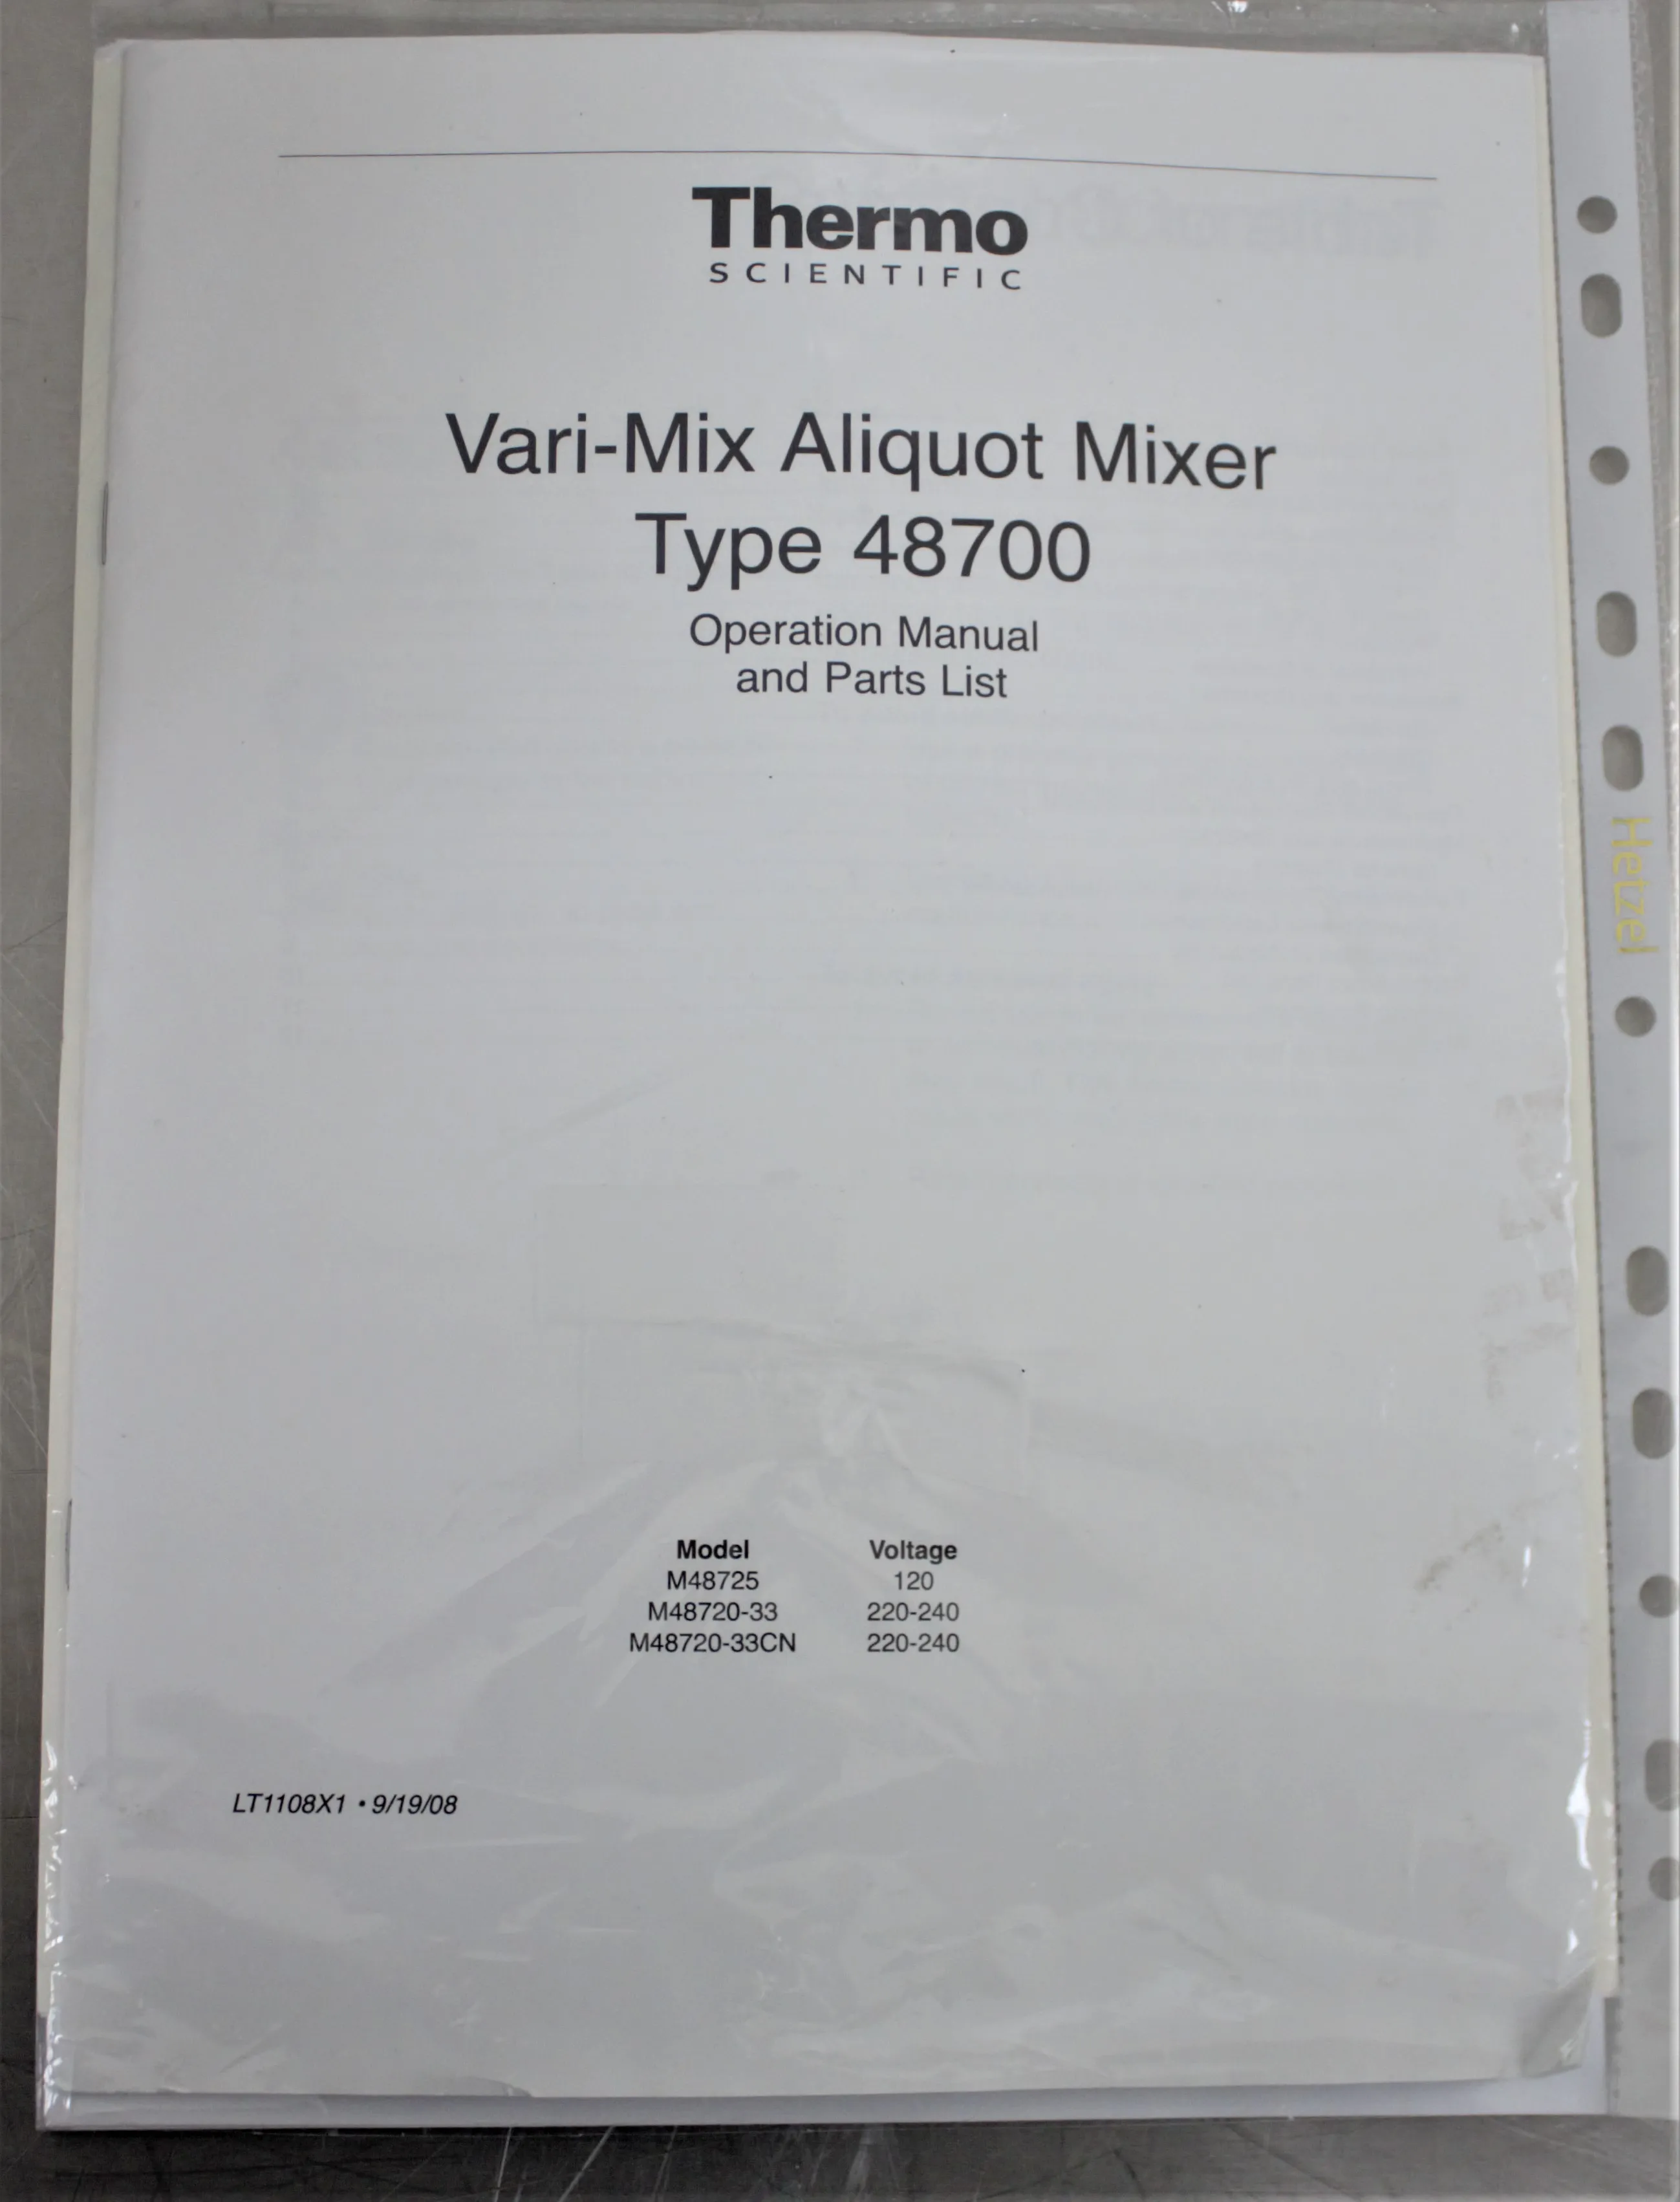 Thermo
SCIENTIFIC
Vari-Mix Aliquot Mixer
Type 48700
Operation Manual
and Parts List
Hetzel
Model Voltage
M48725 120
M48720-33 220-240
M48720-33CN 220-240
LT1108X1 • 9/19/08